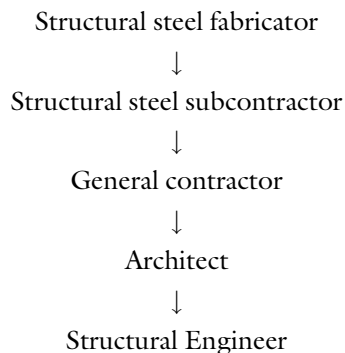 Structural steel fabricator
↓
Structural steel subcontractor
↓
General contractor
↓
Architect
↓
Structural Engineer